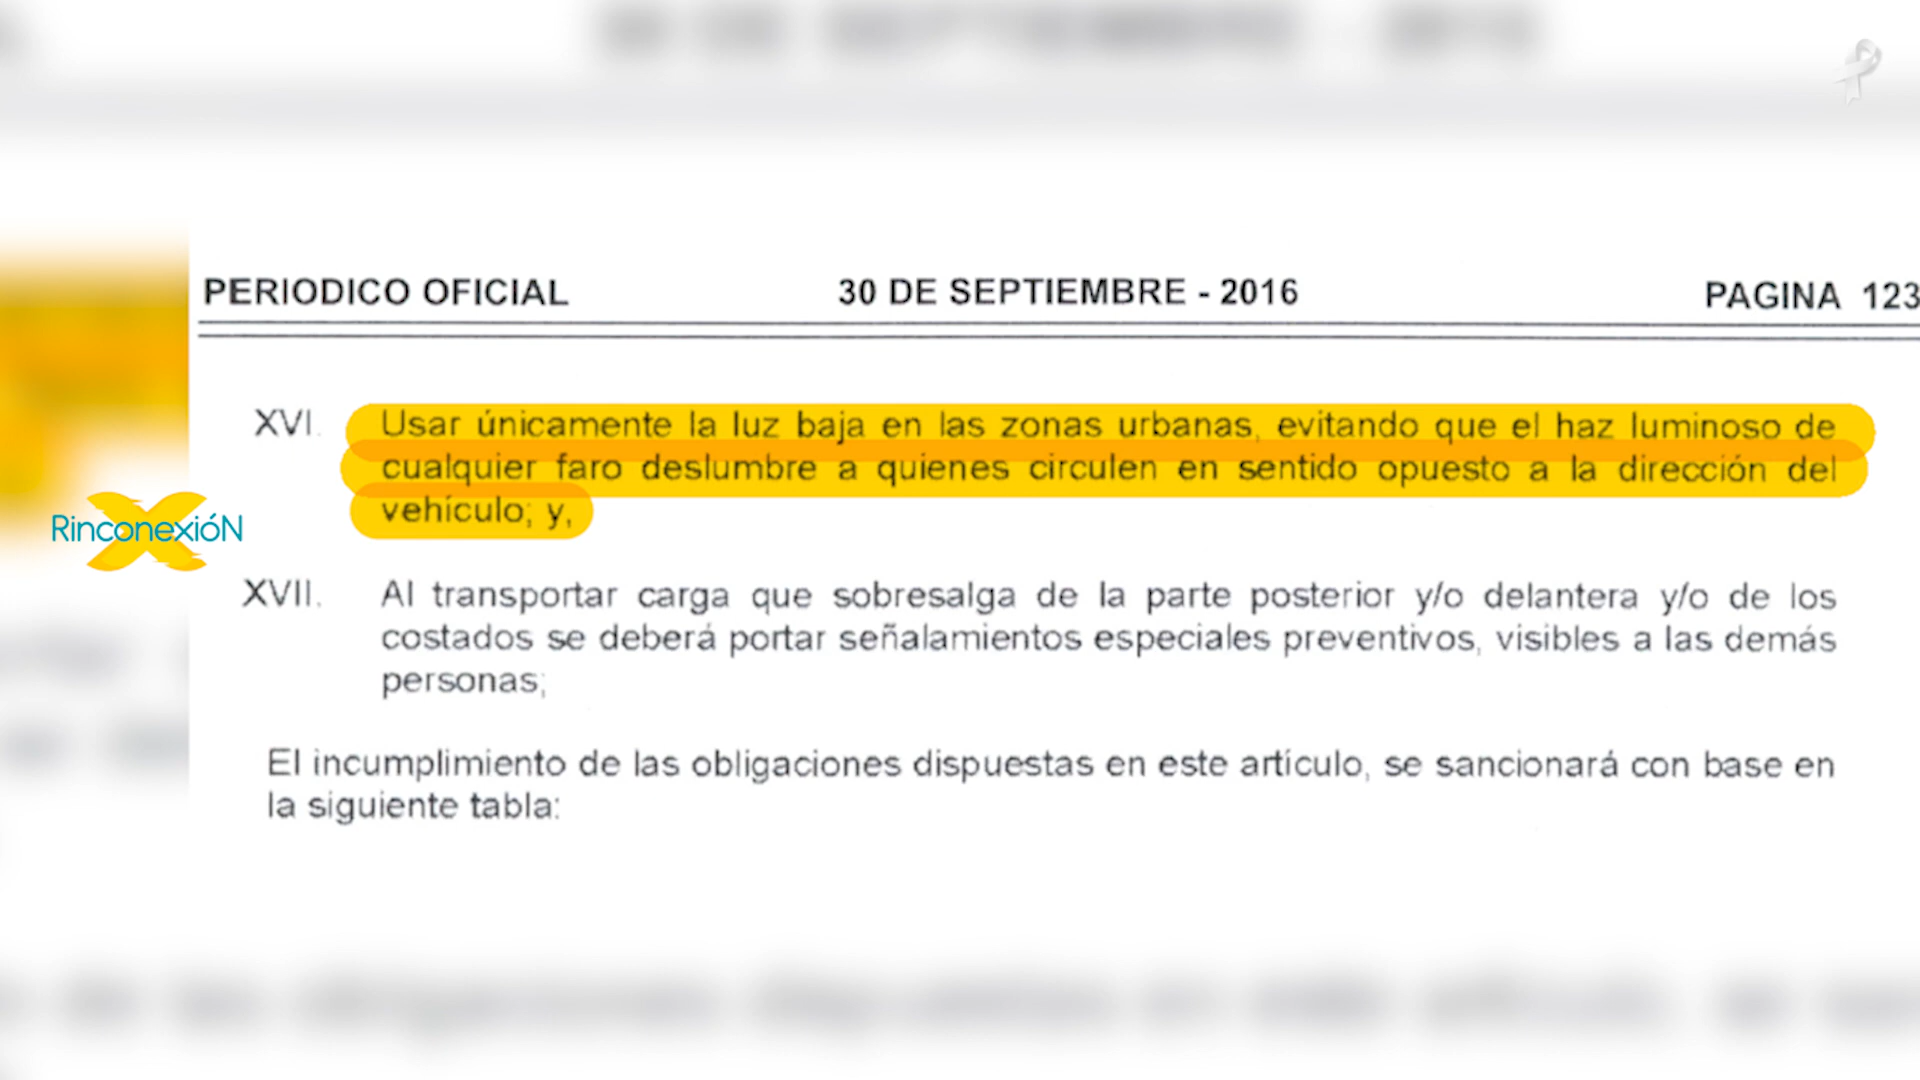 PERIODICO OFICIAL 30 DE SEPTIEMBRE - 2016 PAGINA 123
XVI. Usar únicamente la luz baja en las zonas urbanas, evitando que el haz luminoso de
cualquier faro deslumbre a quienes circulen en sentido opuesto a la dirección del
vehículo; y,
RinconexióN
XVII. Al transportar carga que sobresalga de la parte posterior y/o delantera y/o de los
costados se deberá portar señalamientos especiales preventivos, visibles a las demás
personas;
El incumplimiento de las obligaciones dispuestas en este artículo, se sancionará con base en
la siguiente tabla: